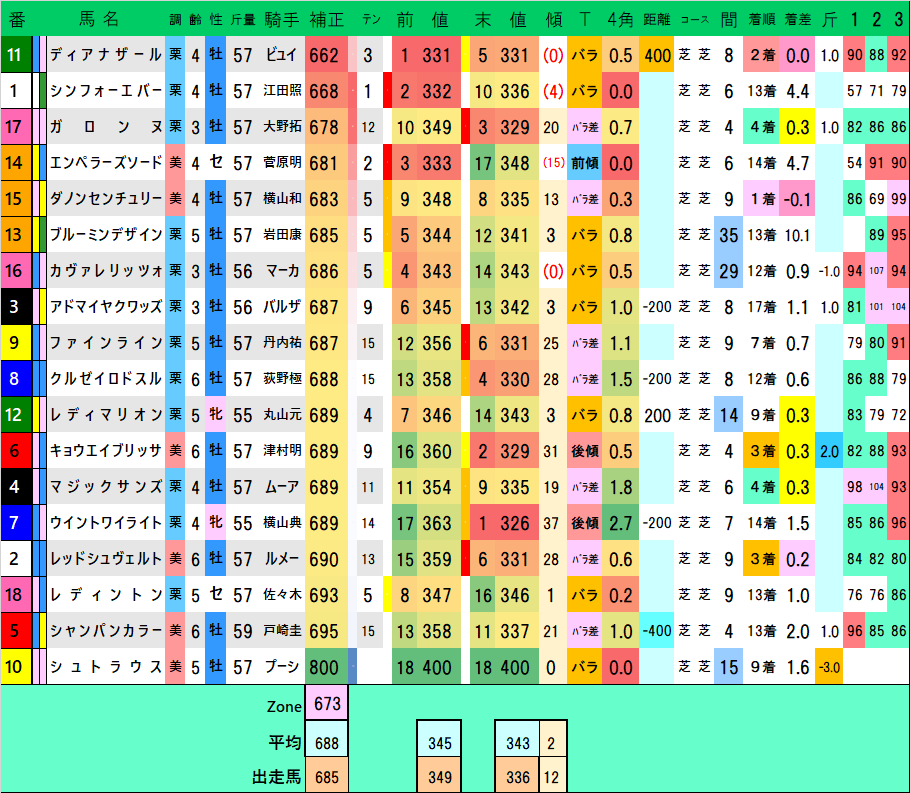 番 馬名 調 齢 性 斤量 騎手 補正 テン 前 値 末 値 傾 T 4角 距離 コース 間 着順 着差 斤 1 2 3
11 ディアナザール 栗 4 牡 57 ビュイ 662 3 1 331 5 331 (0) バラ 0.5 400 芝 芝 8 2着 0.0 1.0 90 88 92
1 シンフォーエバー 栗 4 牡 57 江田照 668 1 2 332 10 336 (4) バラ 0.0 芝 芝 6 13着 4.4 57 71 79
17 ガロンヌ 栗 3 牡 57 大野拓 678 12 10 349 3 329 20 バラ差 0.7 芝 芝 4 4着 0.3 1.0 82 86 86
14 エンペラーズソード 美 4 セ 57 菅原明 681 2 3 333 17 348 (15) 前傾 0.0 芝 芝 6 14着 4.7 54 91 90
15 ダノンセンチュリー 美 4 牡 57 横山和 683 5 9 348 8 335 13 バラ差 0.3 芝 芝 9 1着 -0.1 86 69 99
13 ブルーミンデザイン 栗 5 牡 57 岩田康 685 5 5 344 12 341 3 バラ 0.8 芝 芝 35 13着 10.1 89 95
16 カヴァレリッツォ 栗 3 牡 56 マーカ 686 5 4 343 14 343 (0) バラ 0.5 芝 芝 29 12着 0.9 -1.0 94 107 94
3 アドマイヤクワッズ 栗 3 牡 56 バルザ 687 9 6 345 13 342 3 バラ 1.0 -200 芝 芝 8 17着 1.1 1.0 81 101 104
9 ファインライン 栗 5 牡 57 丹内祐 687 15 12 356 6 331 25 バラ差 1.1 芝 芝 9 7着 0.7 79 80 91
8 クルゼイロドスル 栗 6 牡 57 荻野極 688 15 13 358 4 330 28 バラ差 1.5 -200 芝 芝 8 12着 0.6 86 88 79
12 レディマリオン 栗 5 牝 55 丸山元 689 4 7 346 14 343 3 バラ 0.8 200 芝 芝 14 9着 0.3 83 79 72
6 キョウエイブリッサ 美 6 牡 57 津村明 689 9 16 360 2 329 31 後傾 0.5 芝 芝 4 3着 0.3 2.0 82 88 93
4 マジックサンズ 栗 4 牡 57 ムーア 689 11 11 354 9 335 19 バラ差 1.8 芝 芝 6 4着 0.3 98 104 93
7 ウイントワイライト 栗 4 牝 55 横山典 689 14 17 363 1 326 37 後傾 2.7 -200 芝 芝 7 14着 1.5 85 86 96
2 レッドシュヴェルト 美 6 牡 57 ルメー 690 13 15 359 6 331 28 バラ差 0.6 芝 芝 9 3着 0.2 84 82 80
18 レディントン 栗 5 セ 57 佐々木 693 5 8 347 16 346 1 バラ 0.2 芝 芝 9 13着 1.0 76 76 86
5 シャンパンカラー 美 6 牡 59 戸崎圭 695 15 13 358 11 337 21 バラ差 1.0 -400 芝 芝 4 13着 2.0 1.0 96 85 86
10 シュトラウス 美 5 牡 57 プーシ 800 18 400 18 400 0 バラ 0.0 芝 芝 15 9着 1.6 -3.0
Zone 673
平均 688 345 343 2
出走馬 685 349 336 12